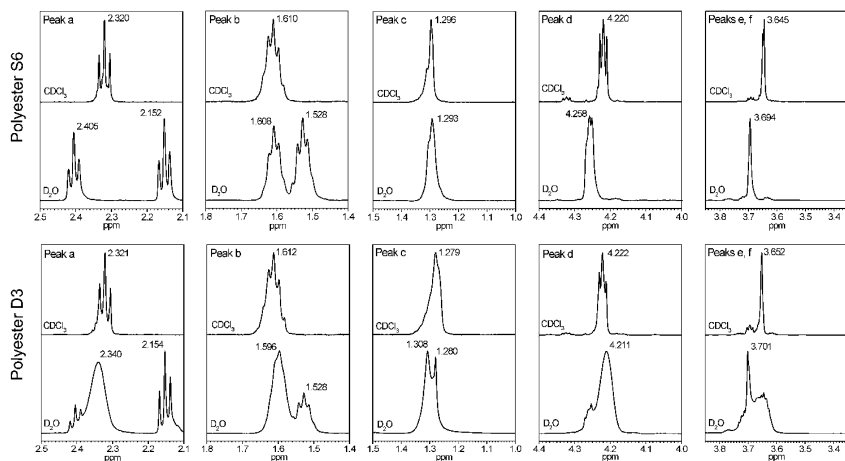 Polyester S6
Peak a
2.320
CDCl3
2.405
2.152
D2O
2.5 2.4 2.3 2.2 2.1
ppm
Peak b
1.610
CDCl3
1.608
1.528
D2O
1.8 1.7 1.6 1.5 1.4
ppm
Peak c
1.296
CDCl3
1.293
D2O
1.5 1.4 1.3 1.2 1.1 1.0
ppm
Peak d
4.220
CDCl3
4.258
D2O
4.4 4.3 4.2 4.1 4.0
ppm
Peaks e, f
3.645
CDCl3
3.694
D2O
3.8 3.7 3.6 3.5 3.4
ppm
Polyester D3
Peak a
2.321
CDCl3
2.340
2.154
D2O
2.5 2.4 2.3 2.2 2.1
ppm
Peak b
1.612
CDCl3
1.596
1.528
D2O
1.8 1.7 1.6 1.5 1.4
ppm
Peak c
1.279
CDCl3
1.308
1.280
D2O
1.5 1.4 1.3 1.2 1.1 1.0
ppm
Peak d
4.222
CDCl3
4.211
D2O
4.4 4.3 4.2 4.1 4.0
ppm
Peaks e, f
3.652
CDCl3
3.701
D2O
3.8 3.7 3.6 3.5 3.4
ppm